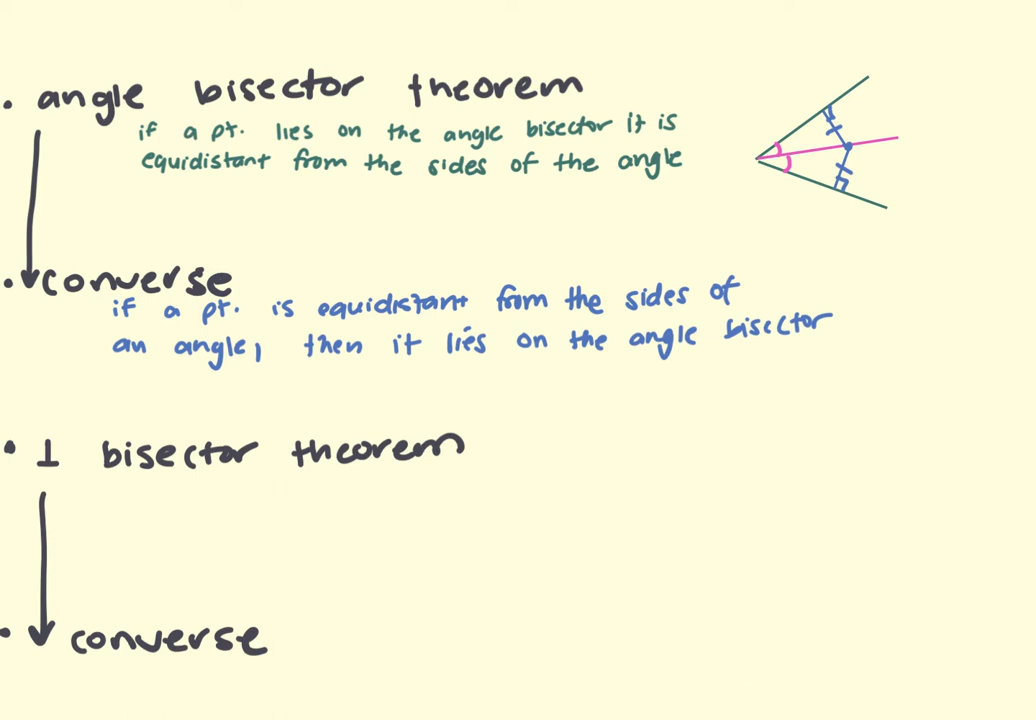 · angle bisector theorem
if a pt. lies on the angle bisector it is
equidistant from the sides of the angle
· converse
if a pt. is equidistant from the sides of
an angle, then it lies on the angle bisector
· ⊥ bisector theorem
· converse